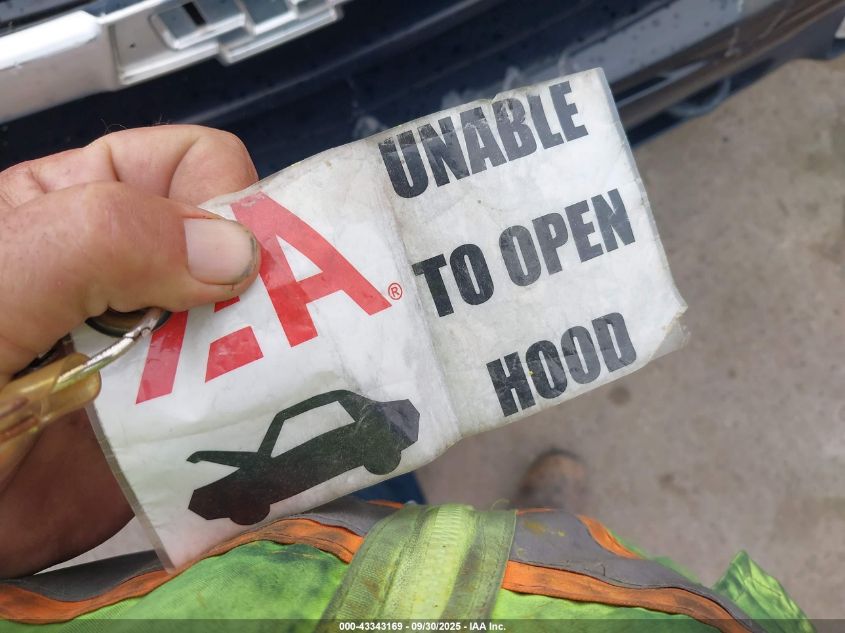 IAA®
UNABLE
TO OPEN
HOOD
000-43343169 - 09/30/2025 - IAA Inc.